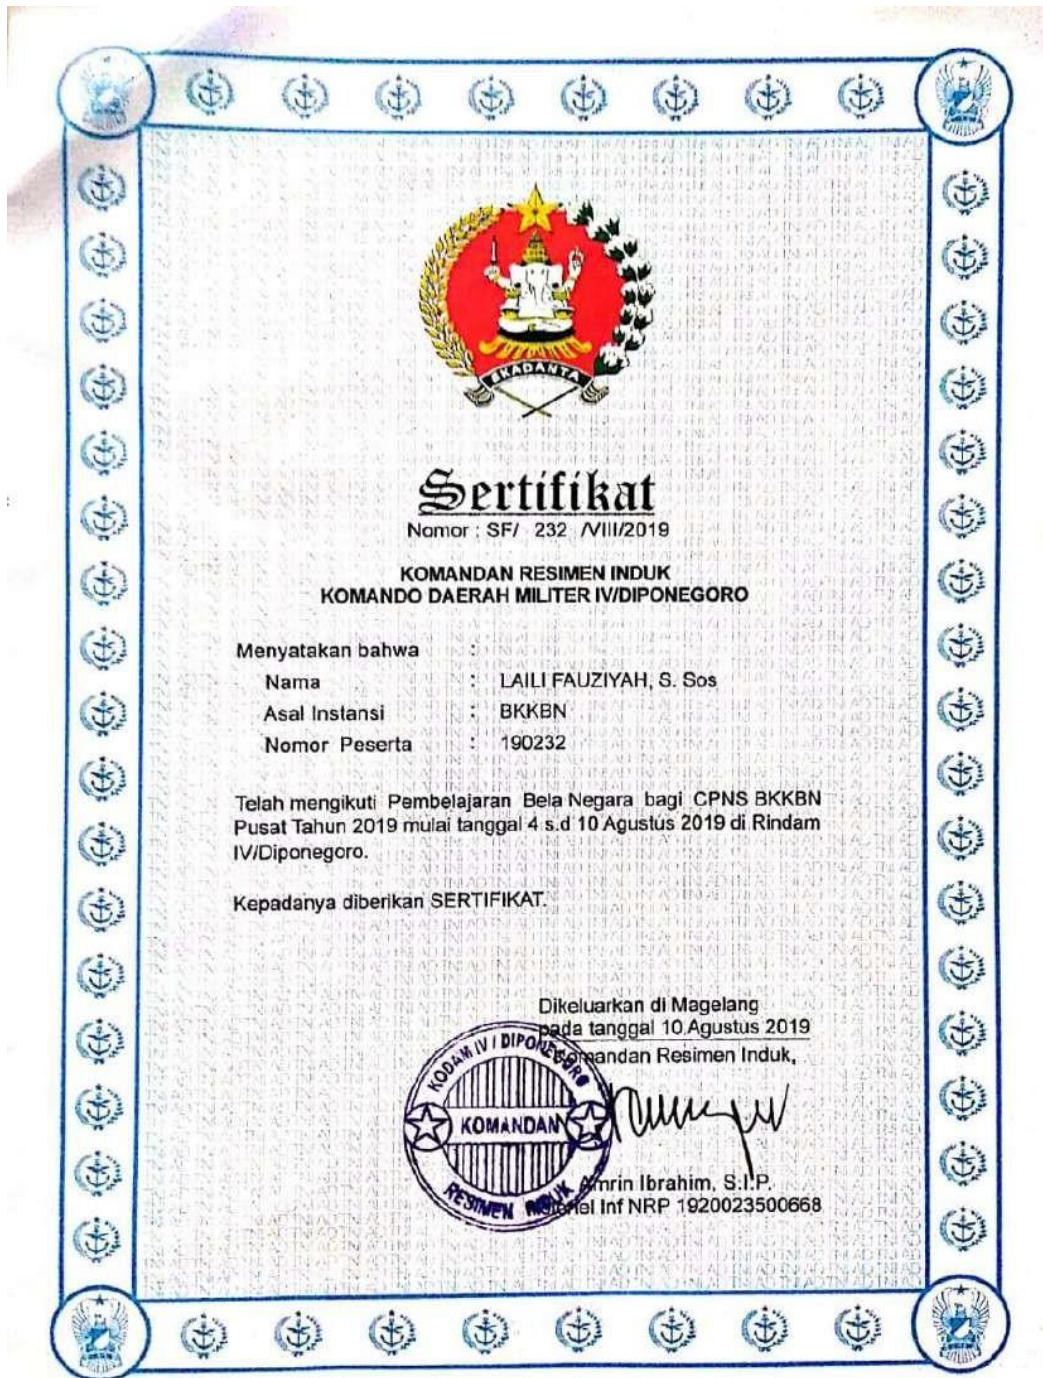 EKADANTA
Sertifikat
Nomor : SF/ 232 /VIII/2019
KOMANDAN RESIMEN INDUK
KOMANDO DAERAH MILITER IV/DIPONEGORO
Menyatakan bahwa :
Nama : LAILI FAUZIYAH, S. Sos
Asal Instansi : BKKBN
Nomor Peserta : 190232
Telah mengikuti Pembelajaran Bela Negara bagi CPNS BKKBN
Pusat Tahun 2019 mulai tanggal 4 s.d 10 Agustus 2019 di Rindam
IV/Diponegoro.
Kepadanya diberikan SERTIFIKAT.
Dikeluarkan di Magelang
pada tanggal 10 Agustus 2019
Komandan Resimen Induk,
KODAM IV / DIPONEGORO
KOMANDAN
RESIMEN INDUK
Amrin Ibrahim, S.I.P.
Kolonel Inf NRP 1920023500668